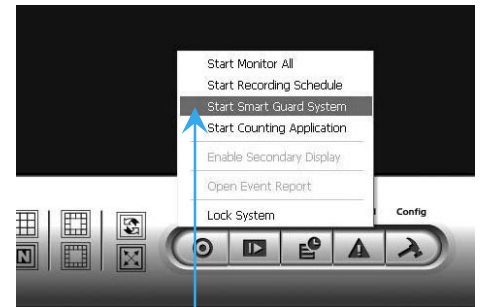 Start Monitor All
Start Recording Schedule
Start Smart Guard System
Start Counting Application
Enable Secondary Display
Open Event Report
Lock System
Config
N